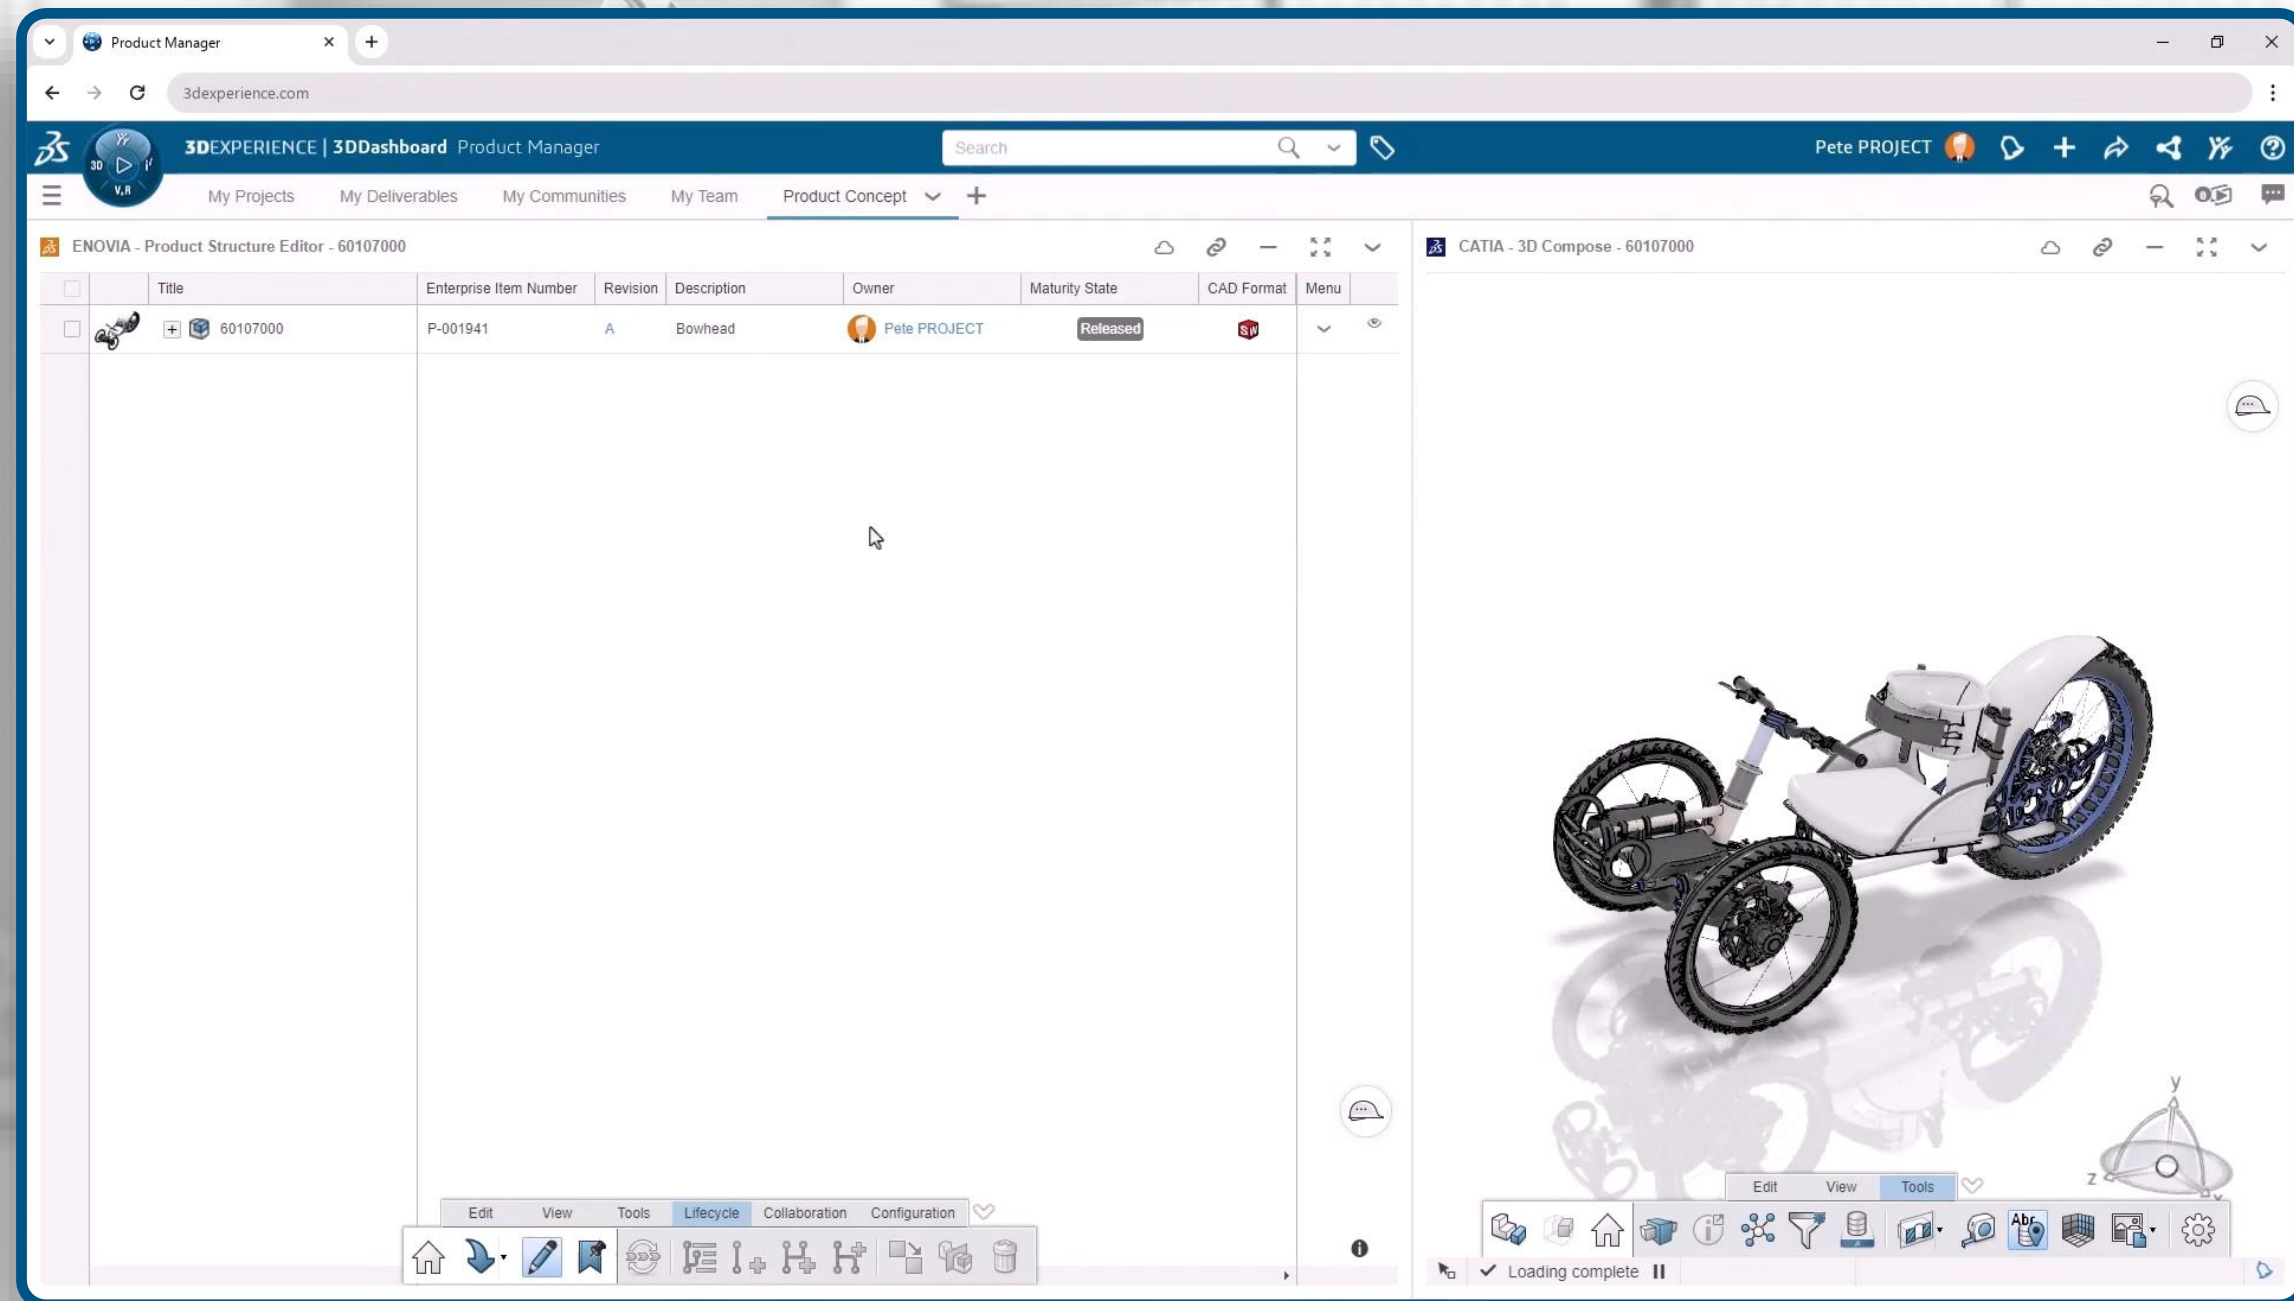 Product Manager
3dexperience.com
3DEXPERIENCE | 3DDashboard Product Manager
Search
Pete PROJECT
3D
V.R
My Projects My Deliverables My Communities My Team Product Concept
ENOVIA - Product Structure Editor - 60107000
CATIA - 3D Compose - 60107000
Title Enterprise Item Number Revision Description Owner Maturity State CAD Format Menu
60107000 P-001941 A Bowhead Pete PROJECT Released SW
y
z
x
Edit View Tools Lifecycle Collaboration Configuration
Edit View Tools
Abc
Loading complete